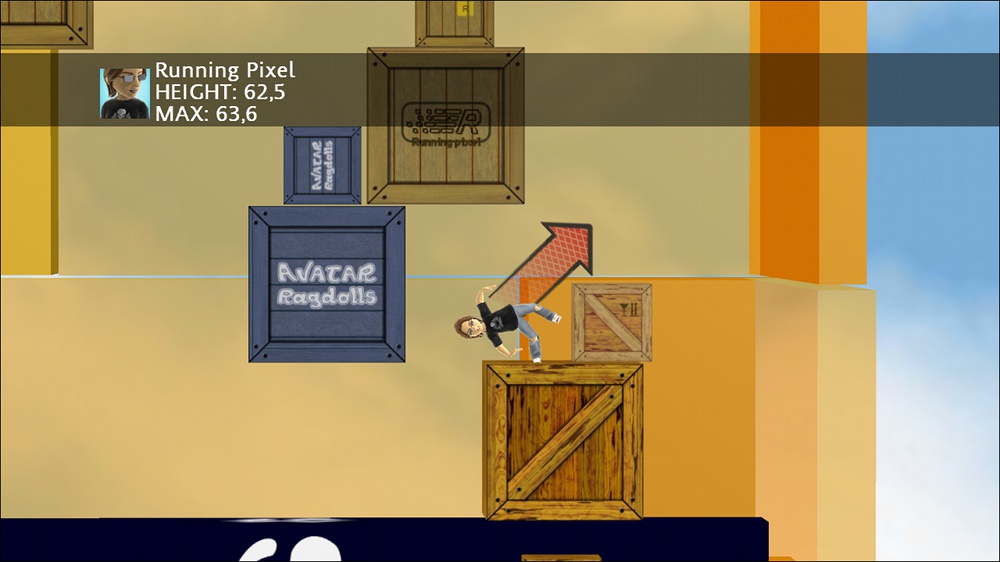 R
Running Pixel
HEIGHT: 62,5
MAX: 63,6
R
Running pixel
AVATAR
Ragdolls
AVATAR
Ragdolls